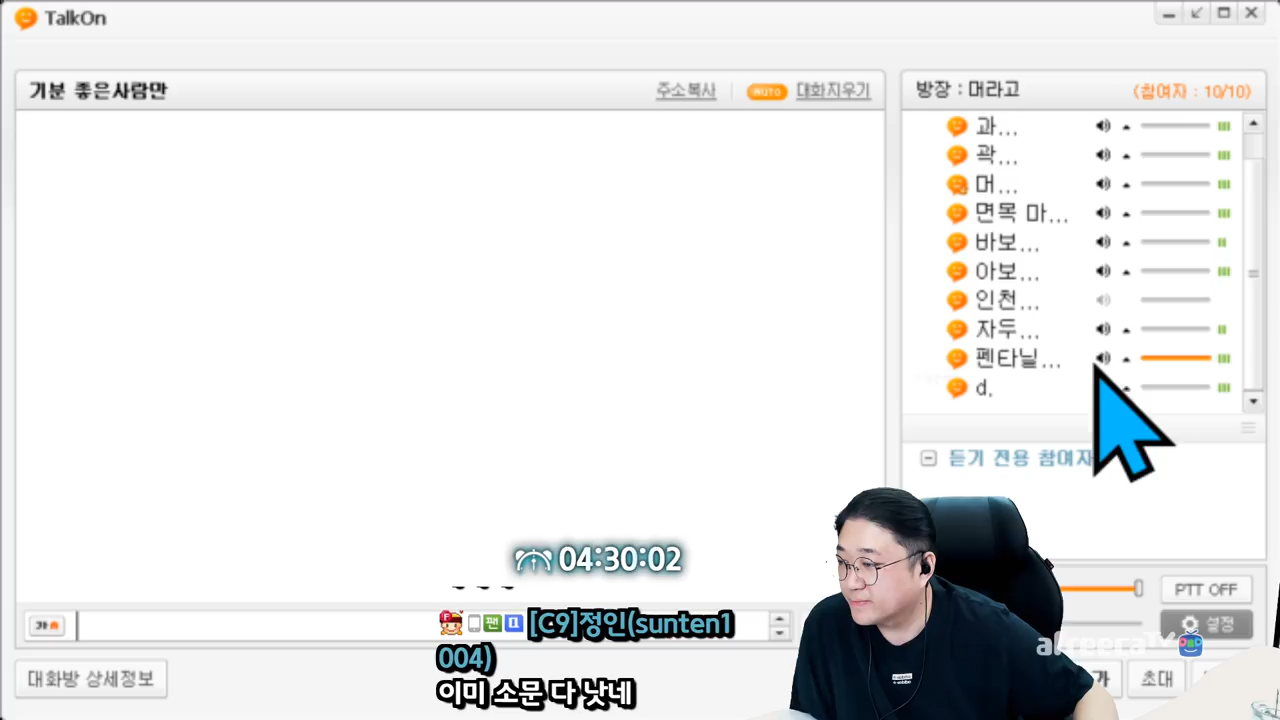 TalkOn
기분 좋은사람만
주소복사
AUTO
대화지우기
방장 : 머라고
(참여자 : 10/10)
과...
곽...
머...
면목 마...
바보...
아보...
인천...
자두...
펜타닐...
d.
듣기 전용 참여자
04:30:02
PTT OFF
가
[C9]정인(sunten1
004)
이미 소문 다 낫네
설정
afreecaTV
대화방 상세정보
가
초대